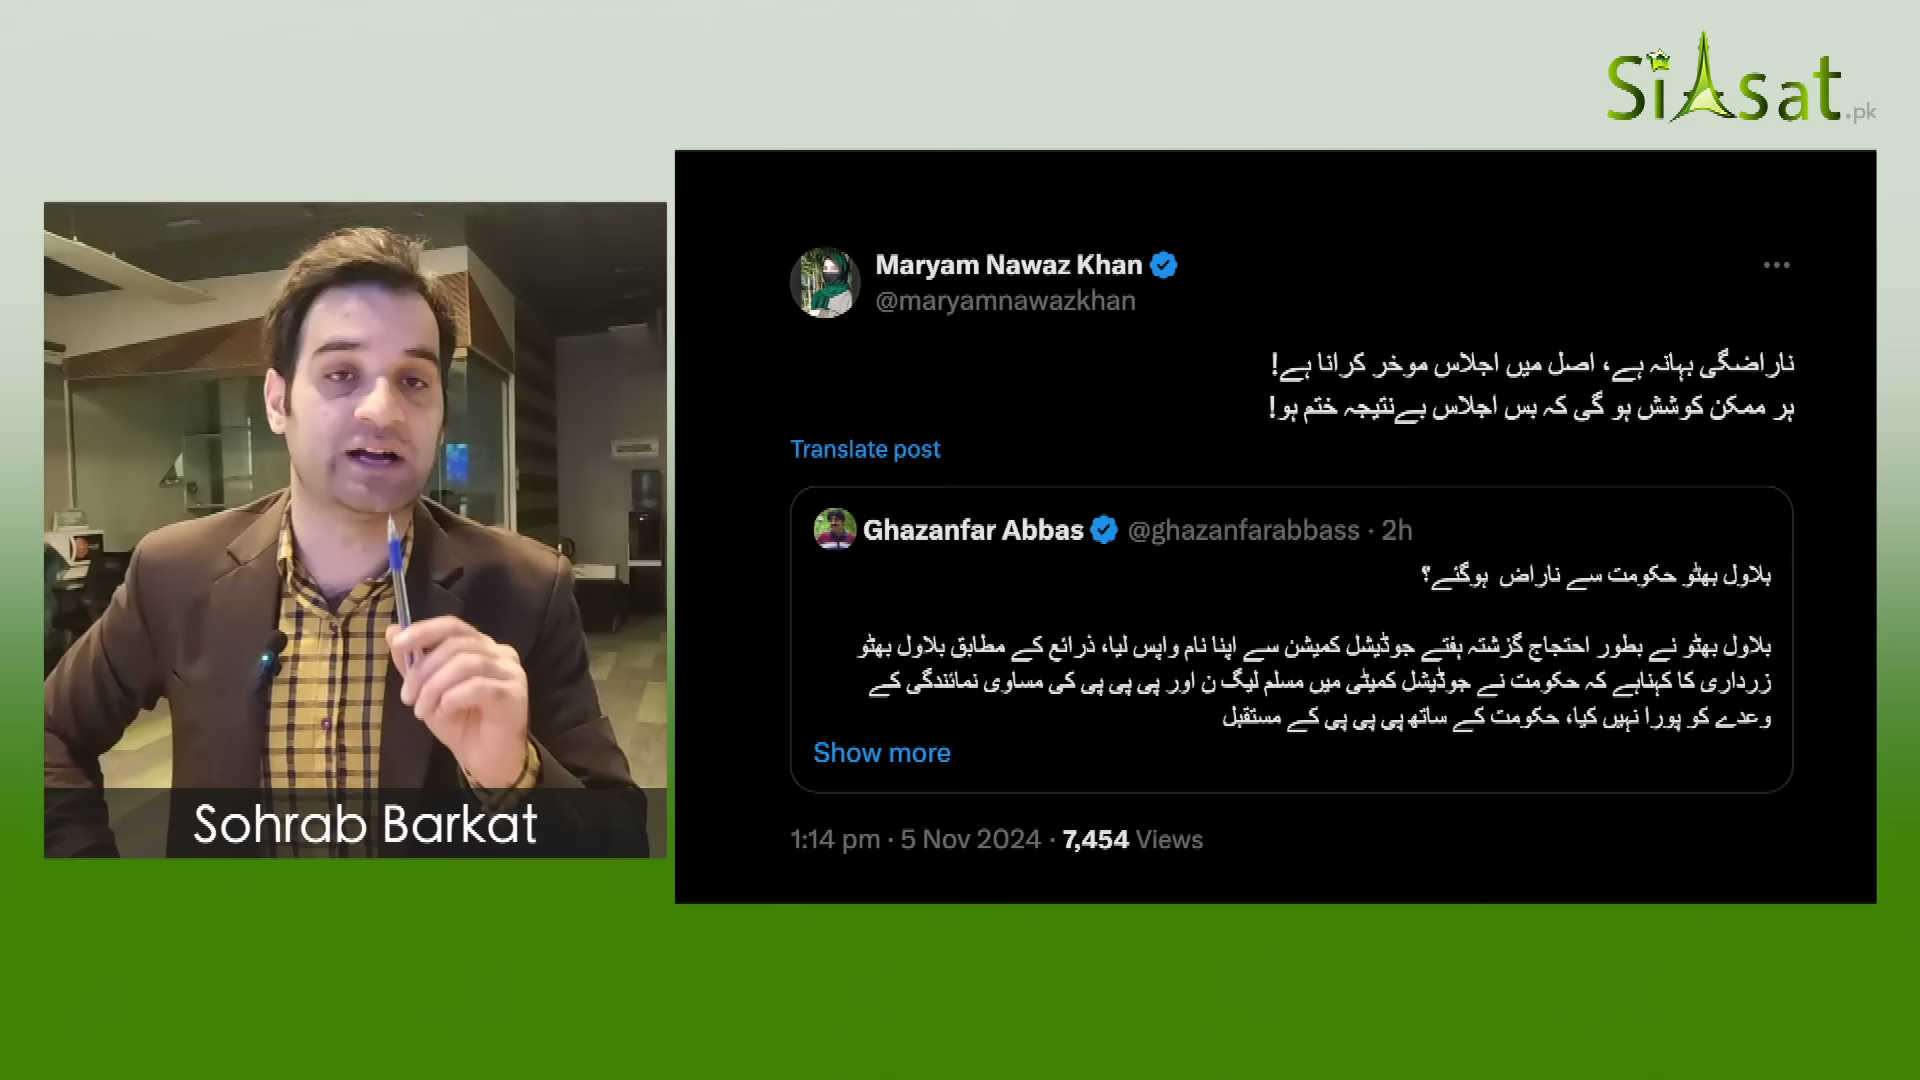 SiAsat.pk
Maryam Nawaz Khan
@maryamnawazkhan
ناراضگی بہانہ ہے، اصل میں اجلاس موخر کرانا ہے!
ہر ممکن کوشش ہو گی کہ بس اجلاس بےنتیجہ ختم ہو!
Translate post
Ghazanfar Abbas @ghazanfarabbass · 2h
بلاول بھٹو حکومت سے ناراض ہوگئے؟
بلاول بھٹو نے بطور احتجاج گزشتہ ہفتے جوڈیشل کمیشن سے اپنا نام واپس لیا، ذرائع کے مطابق بلاول بھٹو
زرداری کا کہناہے کہ حکومت نے جوڈیشل کمیٹی میں مسلم لیگ ن اور پی پی پی کی مساوی نمائندگی کے
وعدے کو پورا نہیں کیا، حکومت کے ساتھ پی پی پی کے مستقبل
Show more
1:14 pm · 5 Nov 2024 · 7,454 Views
Sohrab Barkat